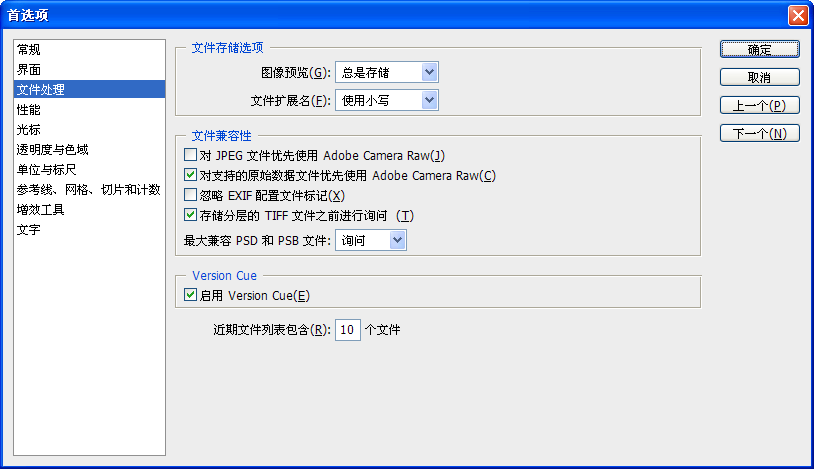 首选项
常规
界面
文件处理
性能
光标
透明度与色域
单位与标尺
参考线、网格、切片和计数
增效工具
文字
文件存储选项
图像预览(G): 总是存储
文件扩展名(F): 使用小写
文件兼容性
对 JPEG 文件优先使用 Adobe Camera Raw(J)
对支持的原始数据文件优先使用 Adobe Camera Raw(C)
忽略 EXIF 配置文件标记(X)
存储分层的 TIFF 文件之前进行询问 (T)
最大兼容 PSD 和 PSB 文件: 询问
Version Cue
启用 Version Cue(E)
近期文件列表包含(R): 10 个文件
确定
取消
上一个(P)
下一个(N)